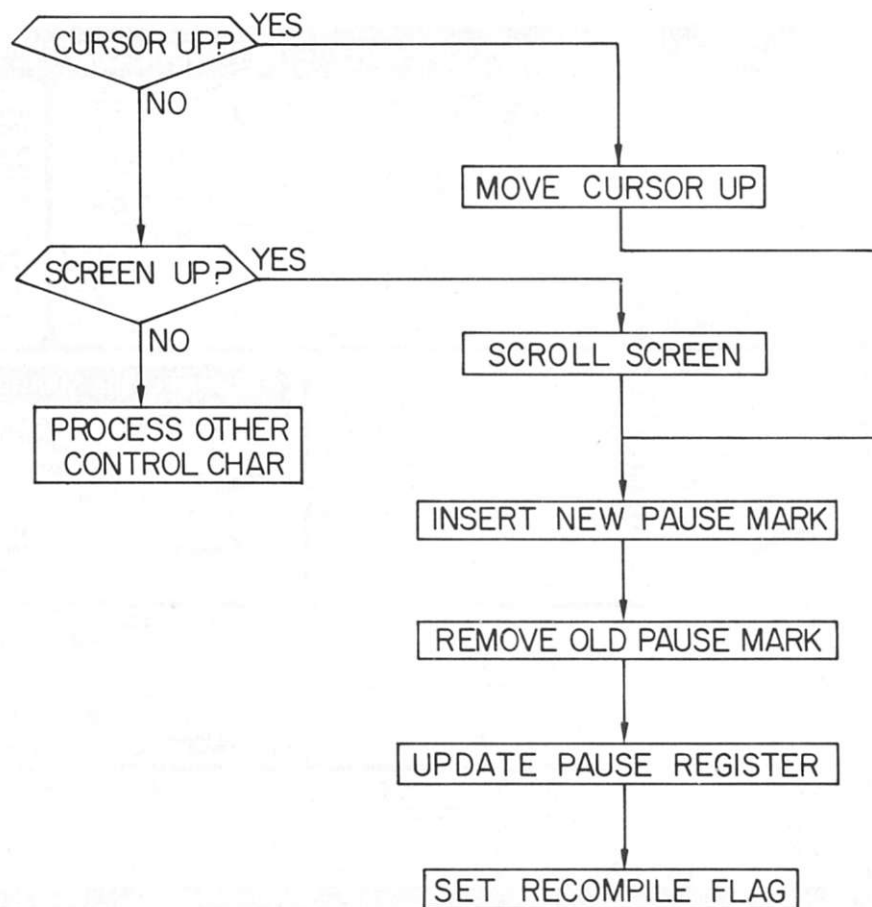 CURSOR UP?
YES
NO
MOVE CURSOR UP
SCREEN UP?
YES
NO
SCROLL SCREEN
PROCESS OTHER
CONTROL CHAR
INSERT NEW PAUSE MARK
REMOVE OLD PAUSE MARK
UPDATE PAUSE REGISTER
SET RECOMPILE FLAG